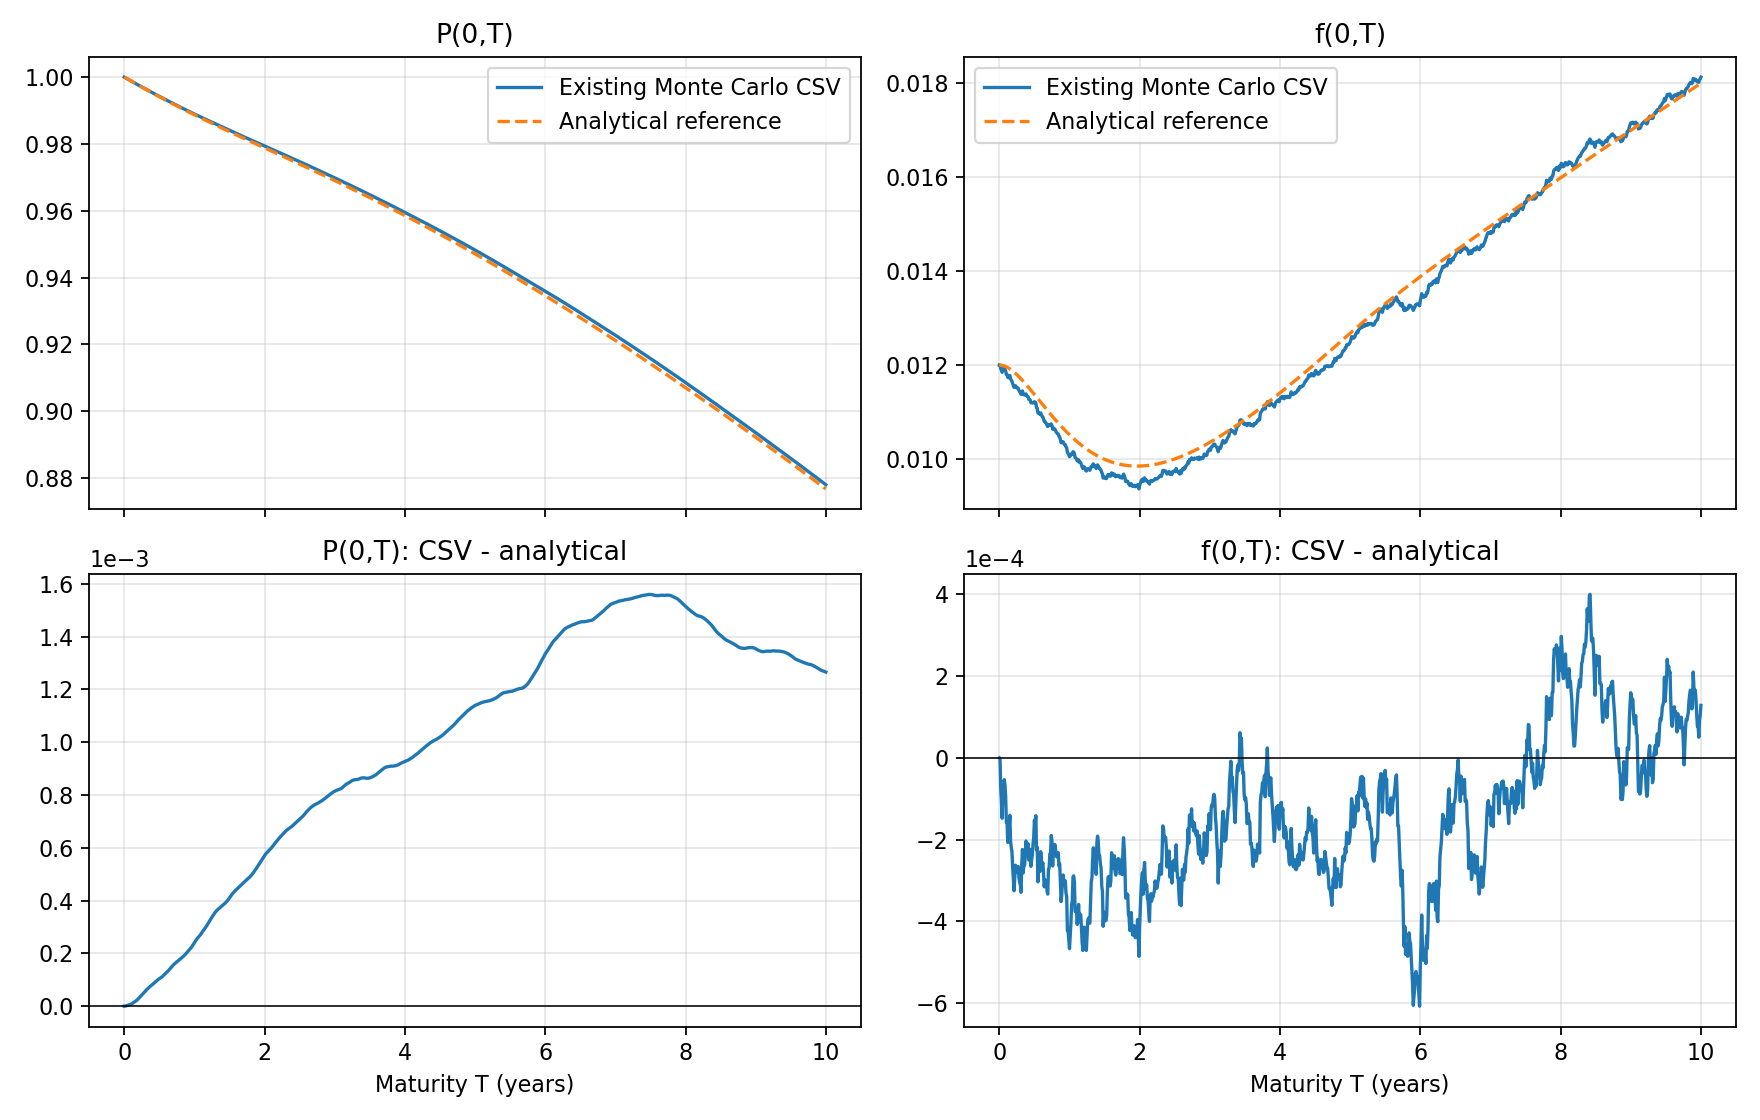 P(0,T)
Existing Monte Carlo CSV
Analytical reference
1.00
0.98
0.96
0.94
0.92
0.90
0.88
f(0,T)
Existing Monte Carlo CSV
Analytical reference
0.018
0.016
0.014
0.012
0.010
P(0,T): CSV - analytical
1e−3
1.6
1.4
1.2
1.0
0.8
0.6
0.4
0.2
0.0
0 2 4 6 8 10
Maturity T (years)
f(0,T): CSV - analytical
1e−4
4
2
0
−2
−4
−6
0 2 4 6 8 10
Maturity T (years)